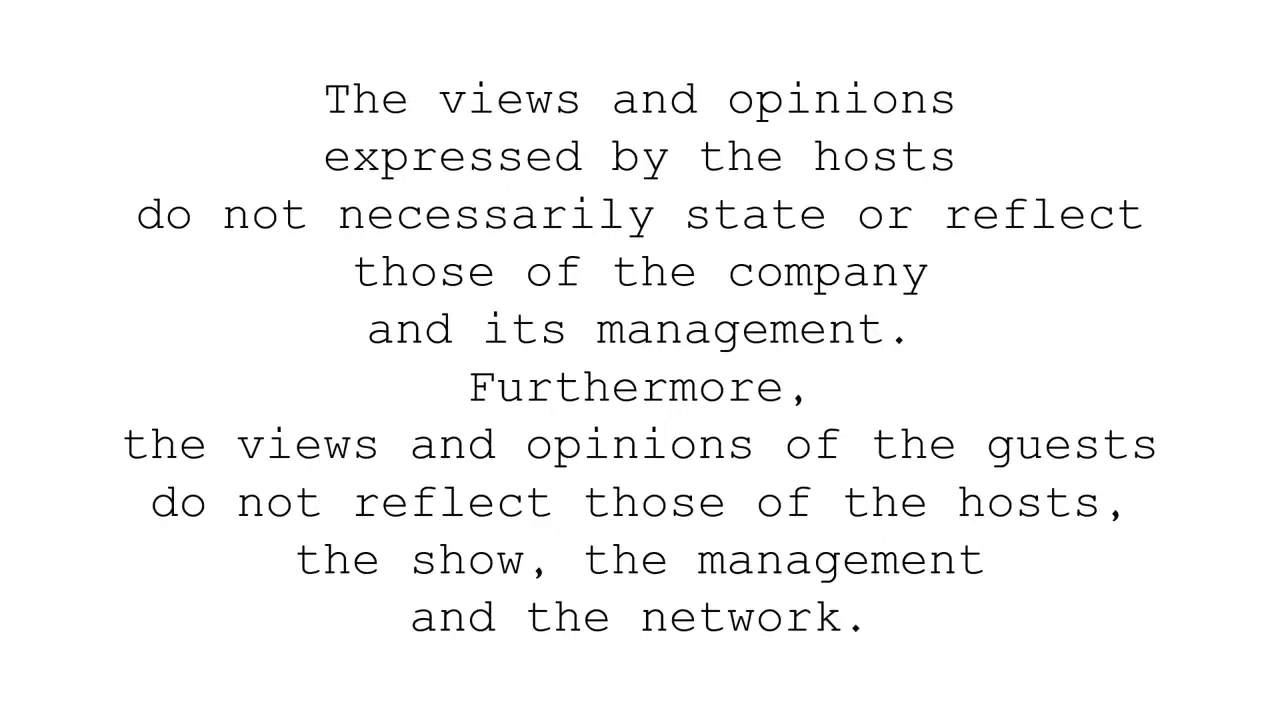 The views and opinions
expressed by the hosts
do not necessarily state or reflect
those of the company
and its management.
Furthermore,
the views and opinions of the guests
do not reflect those of the hosts,
the show, the management
and the network.